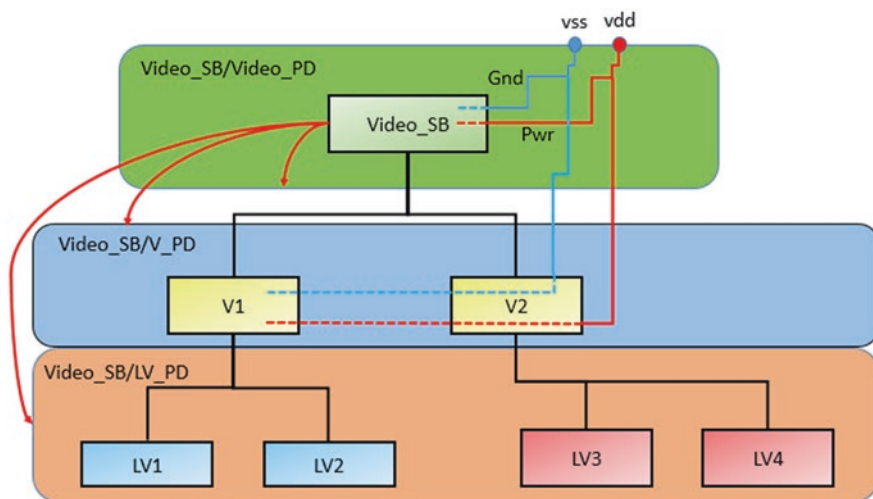 vss vdd
Video_SB/Video_PD
Gnd
Video_SB
Pwr
Video_SB/V_PD
V1 V2
Video_SB/LV_PD
LV1 LV2 LV3 LV4